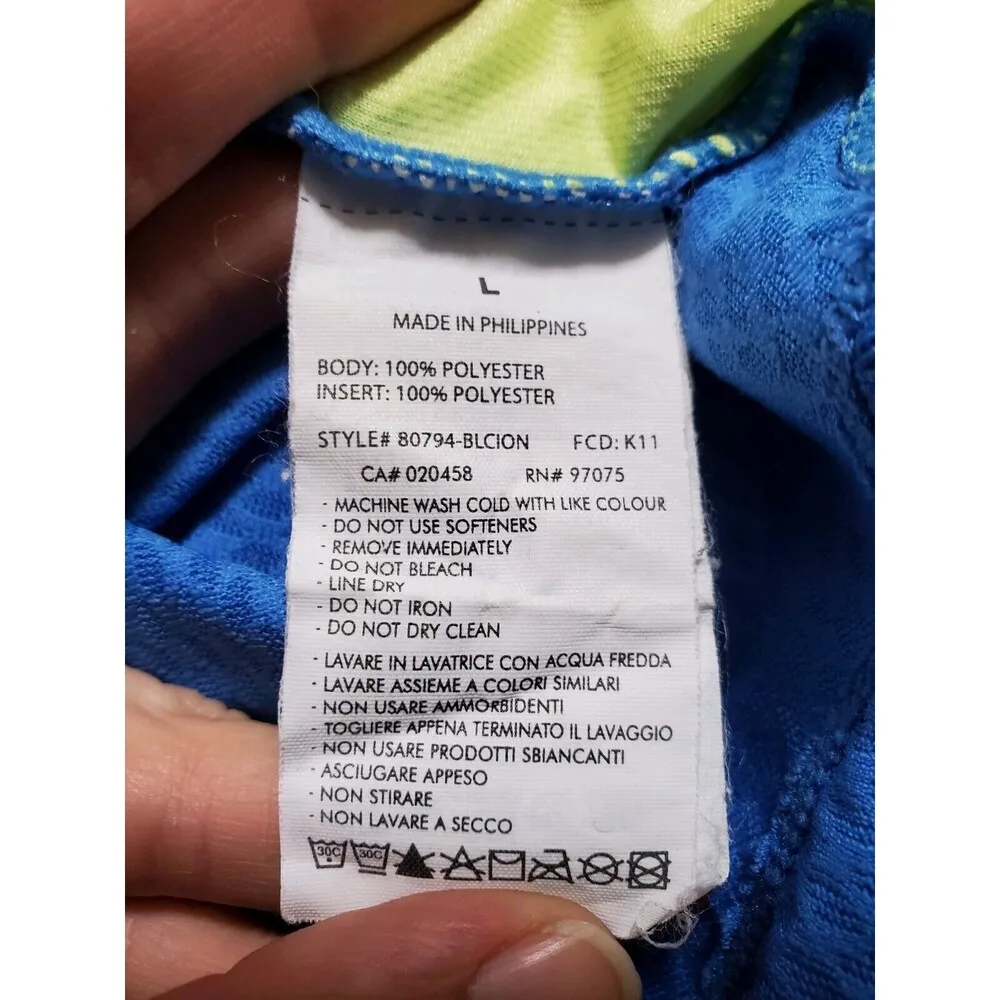 L
MADE IN PHILIPPINES
BODY: 100% POLYESTER
INSERT: 100% POLYESTER
STYLE# 80794-BLCION FCD: K11
CA# 020458 RN# 97075
- MACHINE WASH COLD WITH LIKE COLOUR
- DO NOT USE SOFTENERS
- REMOVE IMMEDIATELY
- DO NOT BLEACH
- LINE DRY
- DO NOT IRON
- DO NOT DRY CLEAN
- LAVARE IN LAVATRICE CON ACQUA FREDDA
- LAVARE ASSIEME A COLORI SIMILARI
- NON USARE AMMORBIDENTI
- TOGLIERE APPENA TERMINATO IL LAVAGGIO
- NON USARE PRODOTTI SBIANCANTI
- ASCIUGARE APPESO
- NON STIRARE
- NON LAVARE A SECCO
30C 30C